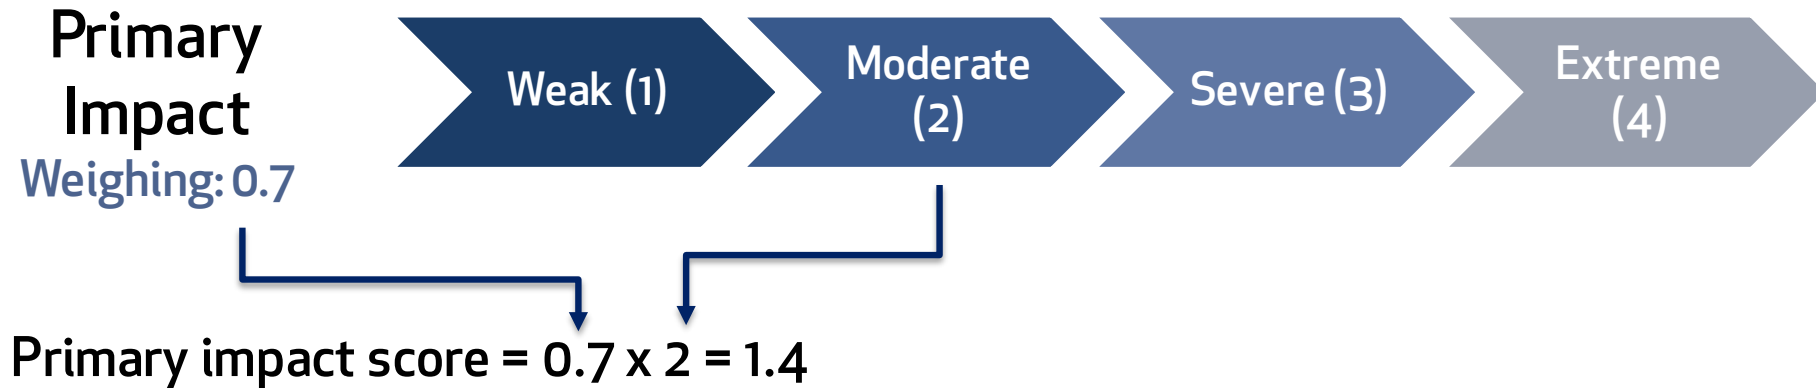 Primary
Impact
Weighing: 0.7
Weak (1)
Moderate
(2)
Severe (3)
Extreme
(4)
Primary impact score = 0.7 x 2 = 1.4